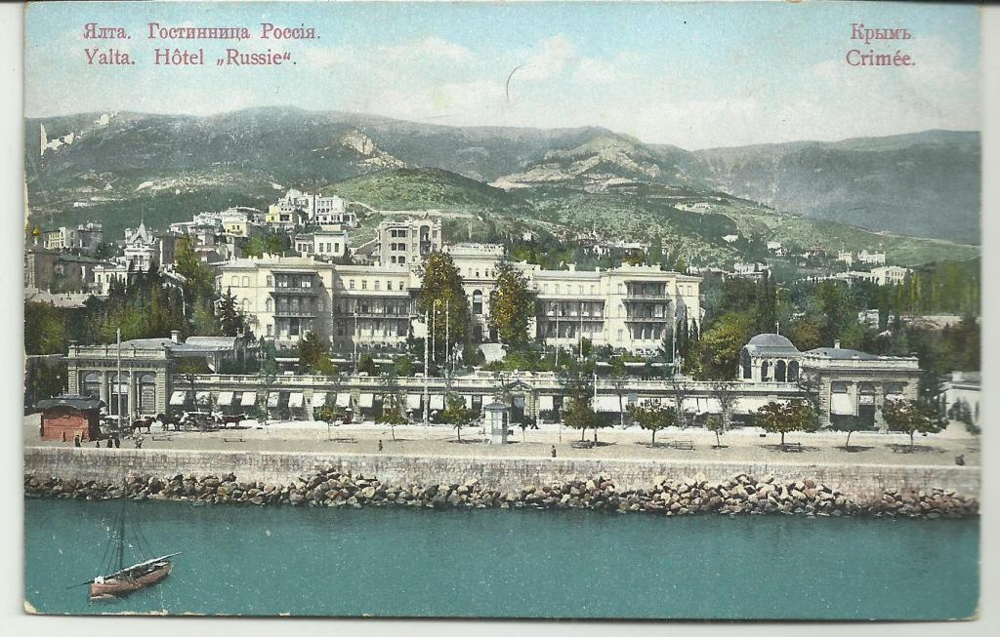 Ялта. Гостинница Россія.
Yalta. Hôtel „Russie“.
Крымъ
Crimée.